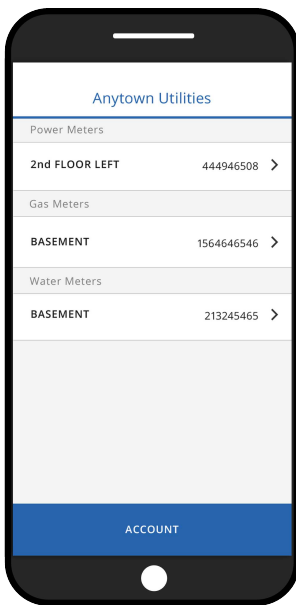 Anytown Utilities
Power Meters
2nd FLOOR LEFT 444946508
Gas Meters
BASEMENT 1564646546
Water Meters
BASEMENT 213245465
ACCOUNT